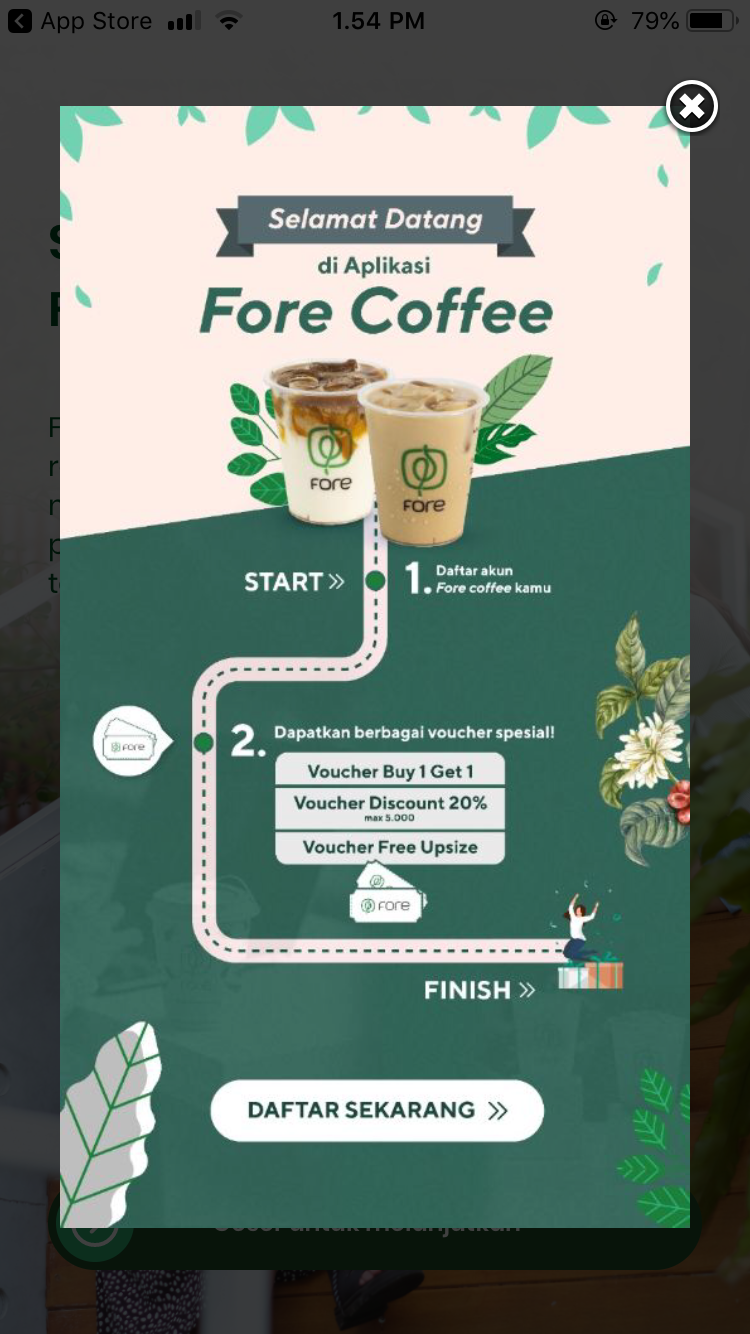 App Store
1.54 PM
79%
Selamat Datang
di Aplikasi
Fore Coffee
FORE
FORE
START
1. Daftar akun
Fore coffee kamu
2. Dapatkan berbagai voucher spesial!
FORE
Voucher Buy 1 Get 1
Voucher Discount 20%
max 5.000
Voucher Free Upsize
FORE
FINISH
DAFTAR SEKARANG